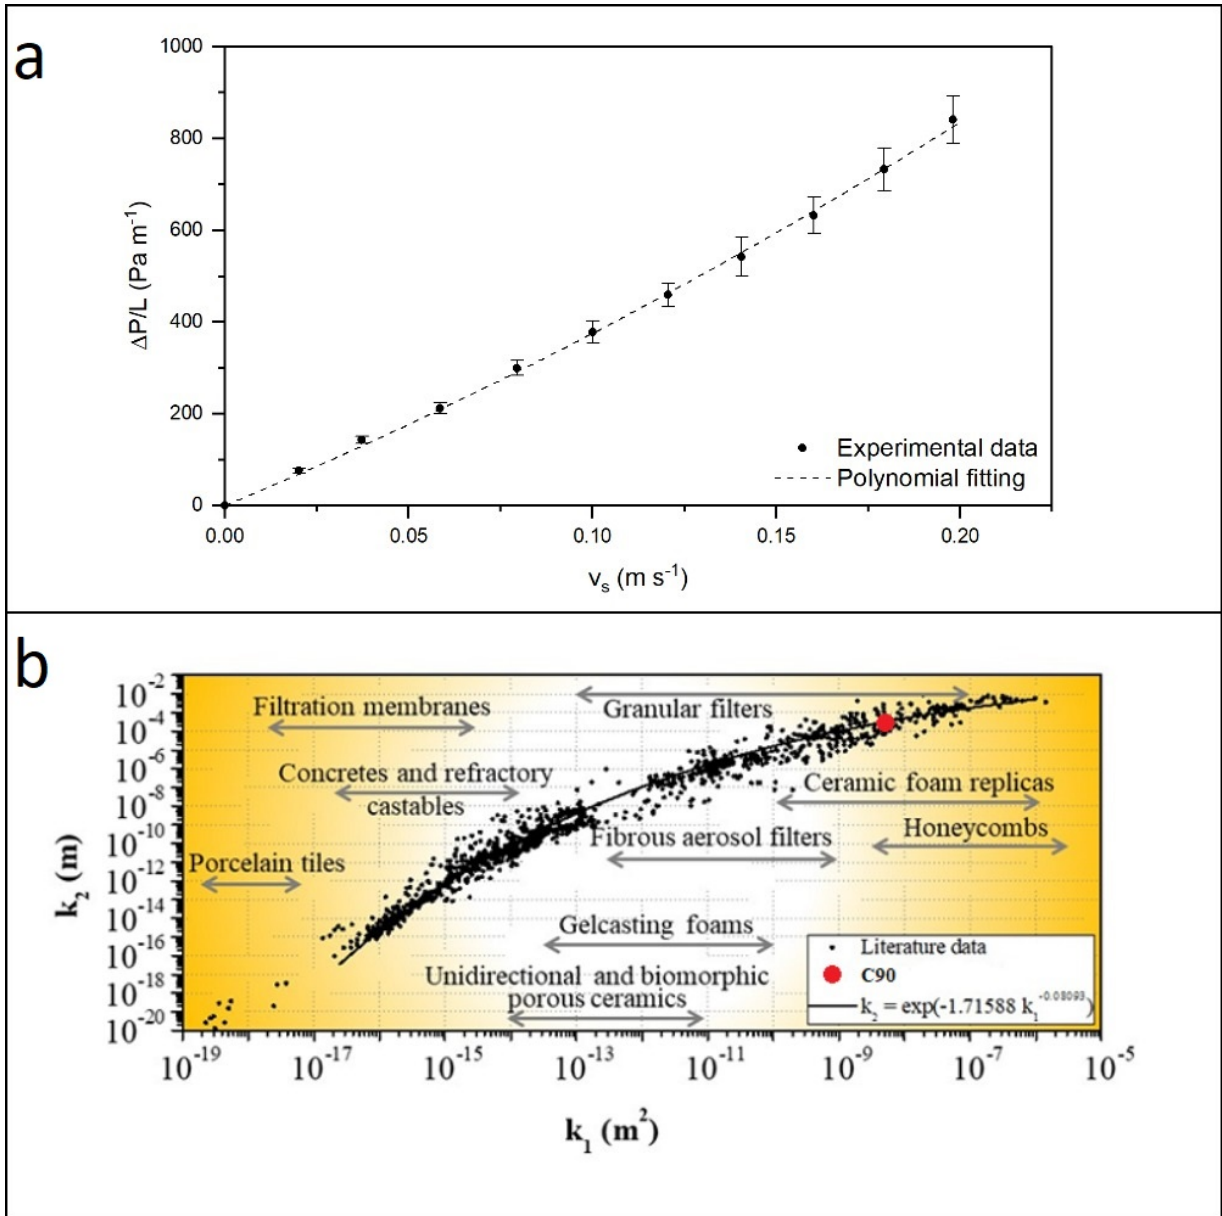 a
1000
800
600
400
200
0
ΔP/L (Pa m⁻¹)
Experimental data
Polynomial fitting
0.00 0.05 0.10 0.15 0.20
vₛ (m s⁻¹)
b
10⁻²
10⁻⁴
10⁻⁶
10⁻⁸
10⁻¹⁰
10⁻¹²
10⁻¹⁴
10⁻¹⁶
10⁻¹⁸
10⁻²⁰
k₂ (m)
Filtration membranes
Granular filters
Concretes and refractory
castables
Ceramic foam replicas
Fibrous aerosol filters
Honeycombs
Porcelain tiles
Gelcasting foams
Unidirectional and biomorphic
porous ceramics
Literature data
C90
k₂ = exp(-1.71588 k₁⁻⁰·⁰⁸⁰⁹³)
10⁻¹⁹ 10⁻¹⁷ 10⁻¹⁵ 10⁻¹³ 10⁻¹¹ 10⁻⁹ 10⁻⁷ 10⁻⁵
k₁ (m²)